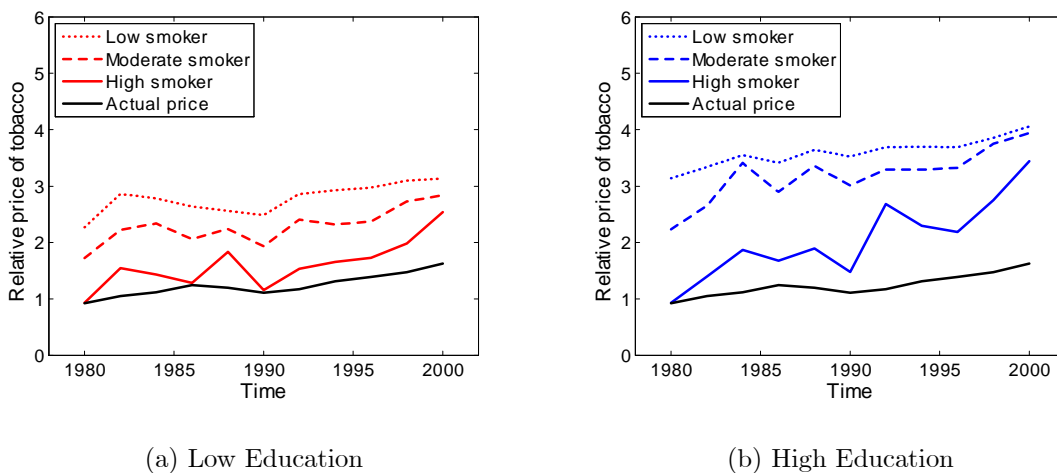 6
5
4
3
2
1
0
Relative price of tobacco
Low smoker
Moderate smoker
High smoker
Actual price
1980 1985 1990 1995 2000
Time
(a) Low Education
6
5
4
3
2
1
0
Relative price of tobacco
Low smoker
Moderate smoker
High smoker
Actual price
1980 1985 1990 1995 2000
Time
(b) High Education